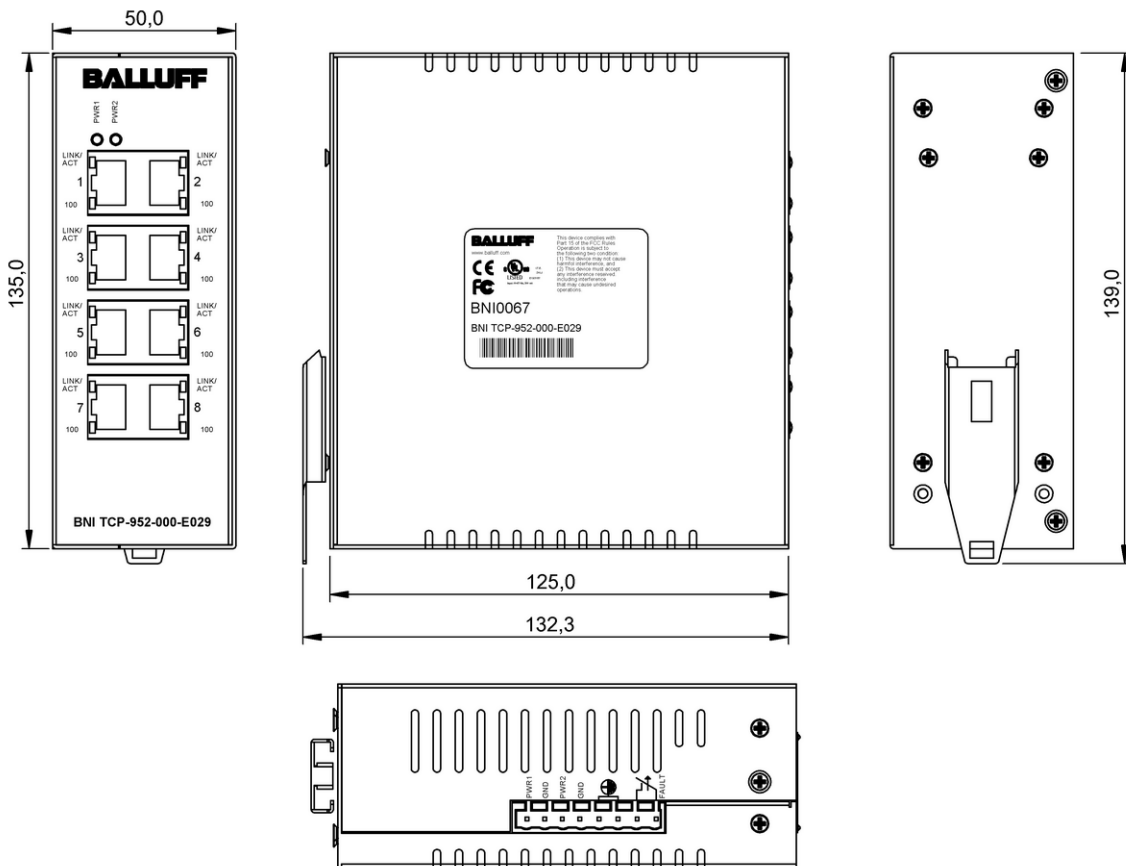 50,0
135,0
BALLUFF
PWR1
PWR2
LINK/
ACT
1
100
LINK/
ACT
2
100
LINK/
ACT
3
100
LINK/
ACT
4
100
LINK/
ACT
5
100
LINK/
ACT
6
100
LINK/
ACT
7
100
LINK/
ACT
8
100
BNI TCP-952-000-E029
BALLUFF
www.balluff.com
CE
UL
LISTED
FC
This device complies with
Part 15 of the FCC Rules
Operation is subject to
the following two condition
(1) This device may not cause
harmful interference, and
(2) This device must accept
any interference reserved
including interference
that may cause undesired
operations.
BNI0067
BNI TCP-952-000-E029
125,0
132,3
139,0
PWR1
GND
PWR2
GND
FAULT